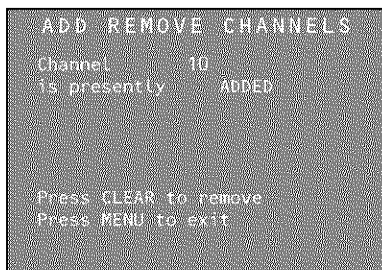 ADD REMOVE CHANNELS
Channel 10
is presently ADDED
Press CLEAR to remove
Press MENU to exit